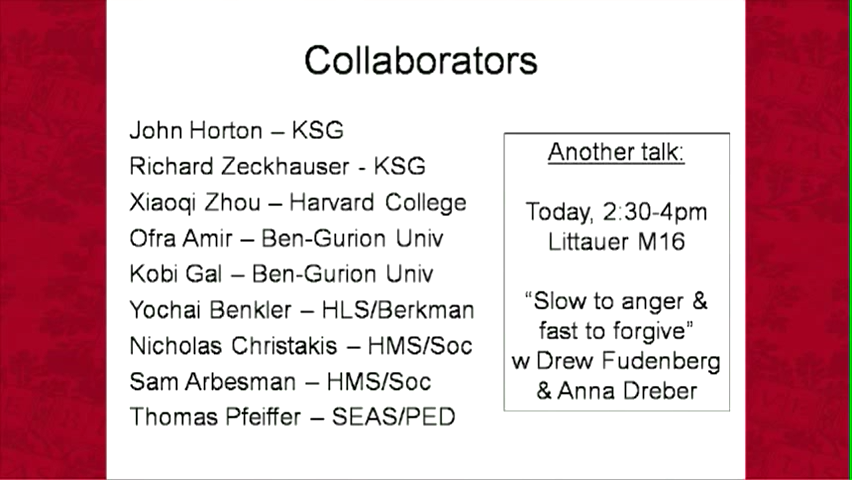 Collaborators
John Horton – KSG
Richard Zeckhauser - KSG
Xiaoqi Zhou – Harvard College
Ofra Amir – Ben-Gurion Univ
Kobi Gal – Ben-Gurion Univ
Yochai Benkler – HLS/Berkman
Nicholas Christakis – HMS/Soc
Sam Arbesman – HMS/Soc
Thomas Pfeiffer – SEAS/PED
Another talk:
Today, 2:30-4pm
Littauer M16
“Slow to anger &
fast to forgive”
w Drew Fudenberg
& Anna Dreber